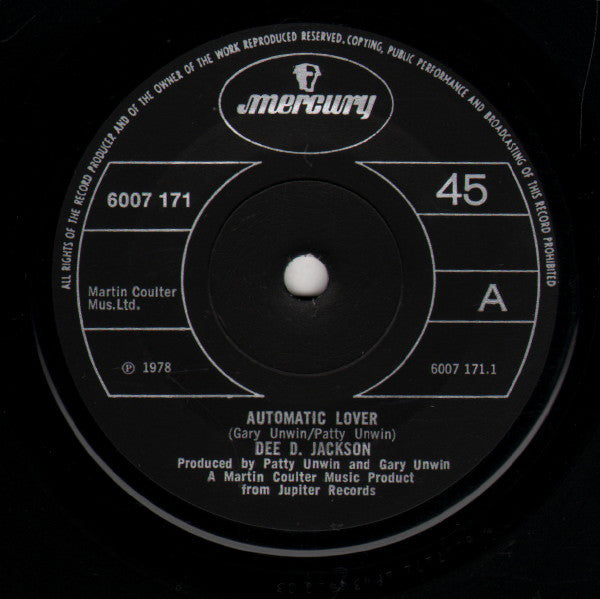 ALL RIGHTS OF THE RECORD PRODUCER AND OF THE OWNER OF THE WORK REPRODUCED RESERVED. COPYING, PUBLIC PERFORMANCE AND BROADCASTING OF THIS RECORD PROHIBITED
mercury
6007 171
45
Martin Coulter
Mus.Ltd.
A
℗ 1978
6007 171.1
AUTOMATIC LOVER
(Gary Unwin/Patty Unwin)
DEE D. JACKSON
Produced by Patty Unwin and Gary Unwin
A Martin Coulter Music Product
from Jupiter Records